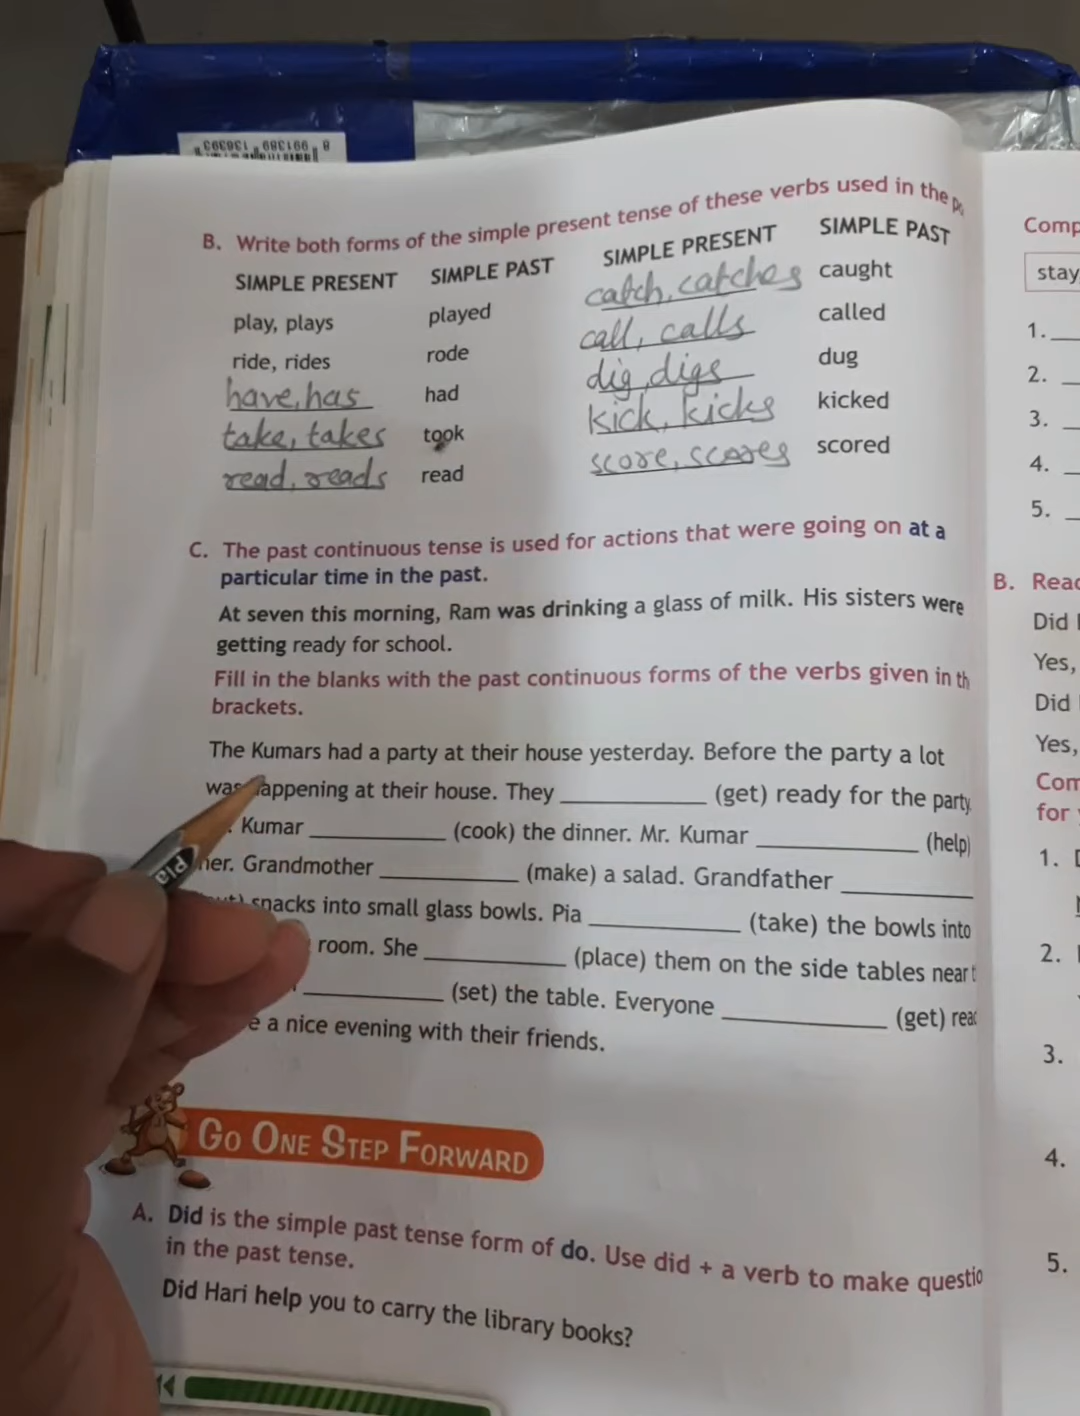 B. Write both forms of the simple present tense of these verbs used in the
SIMPLE PRESENT SIMPLE PAST SIMPLE PRESENT SIMPLE PAST
play, plays played catch, catches caught
ride, rides rode call, calls called
have, has had dig, digs dug
take, takes took kick, kicks kicked
read, reads read score, scores scored
C. The past continuous tense is used for actions that were going on at a
particular time in the past.
At seven this morning, Ram was drinking a glass of milk. His sisters were
getting ready for school.
Fill in the blanks with the past continuous forms of the verbs given in
brackets.
The Kumars had a party at their house yesterday. Before the party a lot
was happening at their house. They ____ (get) ready for the party
Kumar ____ (cook) the dinner. Mr. Kumar ____ (help)
her. Grandmother ____ (make) a salad. Grandfather ____
snacks into small glass bowls. Pia ____ (take) the bowls into
room. She ____ (place) them on the side tables near
____ (set) the table. Everyone ____ (get)
a nice evening with their friends.
GO ONE STEP FORWARD
A. Did is the simple past tense form of do. Use did + a verb to make
in the past tense.
Did Hari help you to carry the library books?
stay,
1.
2.
3.
4.
5.
B.
Did
Yes,
Did
Yes,
for
1.
2.
3.
4.
5.